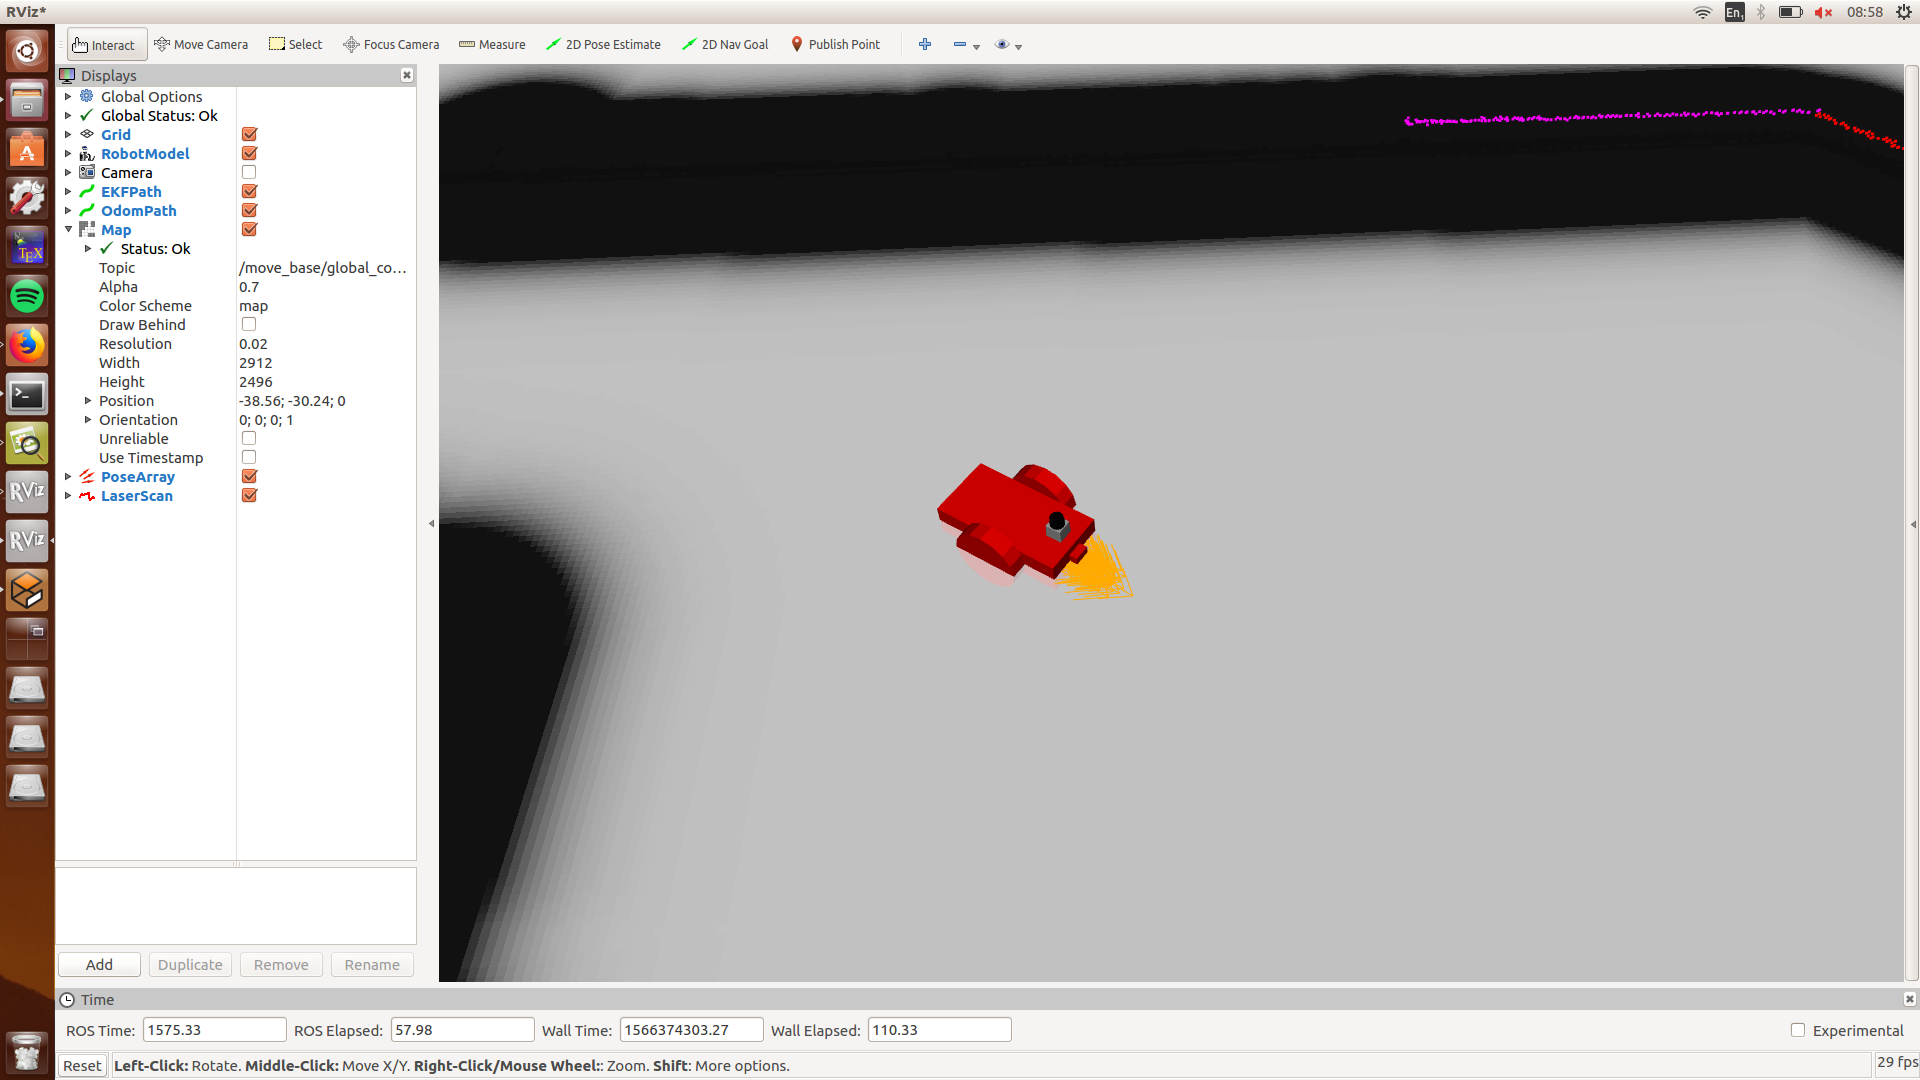 RViz*
En1
08:58
Interact Move Camera Select Focus Camera Measure 2D Pose Estimate 2D Nav Goal Publish Point
Displays
Global Options
Global Status: Ok
Grid
RobotModel
Camera
EKFPath
OdomPath
Map
Status: Ok
Topic /move_base/global_co...
Alpha 0.7
Color Scheme map
Draw Behind
Resolution 0.02
Width 2912
Height 2496
Position -38.56; -30.24; 0
Orientation 0; 0; 0; 1
Unreliable
Use Timestamp
PoseArray
LaserScan
A
TEX
>_
RViz
RViz
Add Duplicate Remove Rename
Time
ROS Time: 1575.33 ROS Elapsed: 57.98 Wall Time: 1566374303.27 Wall Elapsed: 110.33 Experimental
Reset Left-Click: Rotate. Middle-Click: Move X/Y. Right-Click/Mouse Wheel:: Zoom. Shift: More options. 29 fps